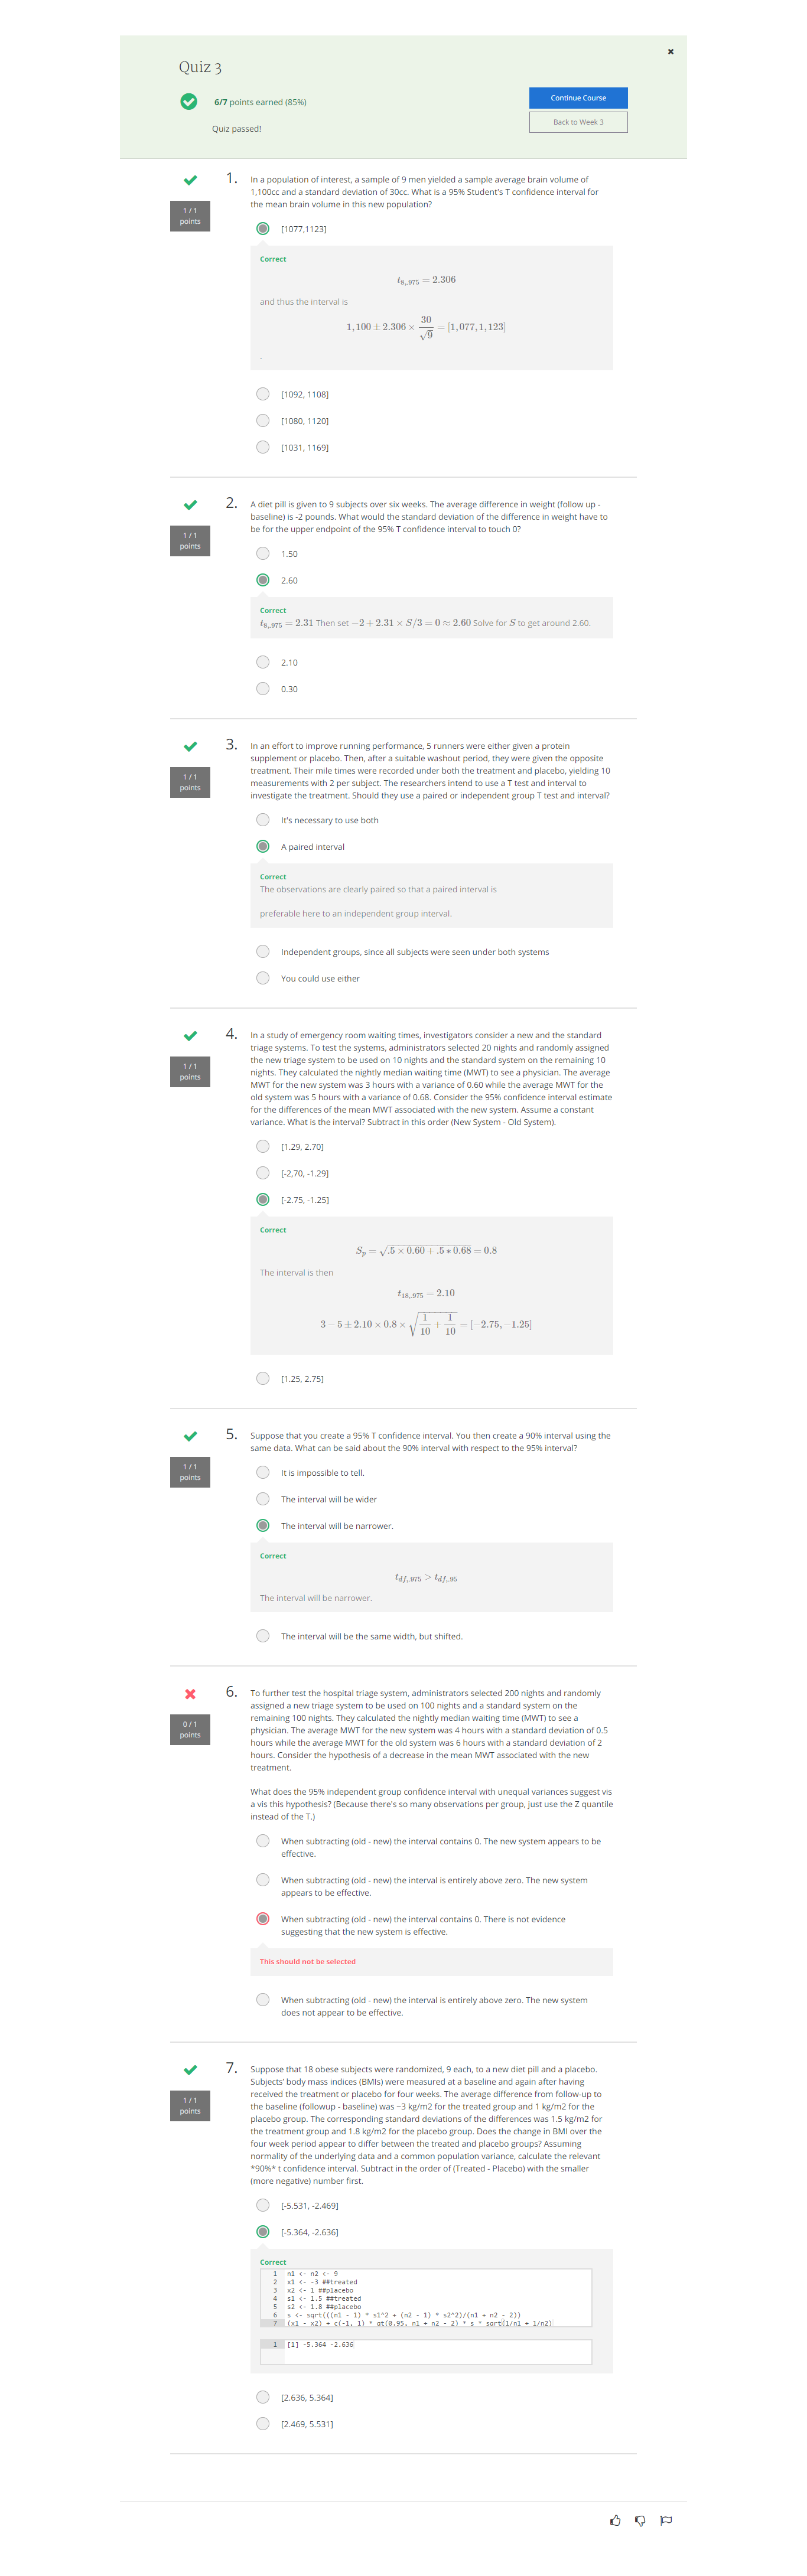 Quiz 3
6/7 points earned (85%)
Quiz passed!
Continue Course
Back to Week 3
1 / 1
points
1.
In a population of interest, a sample of 9 men yielded a sample average brain volume of
1,100cc and a standard deviation of 30cc. What is a 95% Student's T confidence interval for
the mean brain volume in this new population?
[1077,1123]
Correct
t₈,.₉₇₅ = 2.306
and thus the interval is
1,100 ± 2.306 × 30/√9 = [1,077, 1,123]
.
[1092, 1108]
[1080, 1120]
[1031, 1169]
1 / 1
points
2.
A diet pill is given to 9 subjects over six weeks. The average difference in weight (follow up -
baseline) is -2 pounds. What would the standard deviation of the difference in weight have to
be for the upper endpoint of the 95% T confidence interval to touch 0?
1.50
2.60
Correct
t₈,.₉₇₅ = 2.31 Then set −2 + 2.31 × S/3 = 0 ≈ 2.60 Solve for S to get around 2.60.
2.10
0.30
1 / 1
points
3.
In an effort to improve running performance, 5 runners were either given a protein
supplement or placebo. Then, after a suitable washout period, they were given the opposite
treatment. Their mile times were recorded under both the treatment and placebo, yielding 10
measurements with 2 per subject. The researchers intend to use a T test and interval to
investigate the treatment. Should they use a paired or independent group T test and interval?
It's necessary to use both
A paired interval
Correct
The observations are clearly paired so that a paired interval is
preferable here to an independent group interval.
Independent groups, since all subjects were seen under both systems
You could use either
1 / 1
points
4.
In a study of emergency room waiting times, investigators consider a new and the standard
triage systems. To test the systems, administrators selected 20 nights and randomly assigned
the new triage system to be used on 10 nights and the standard system on the remaining 10
nights. They calculated the nightly median waiting time (MWT) to see a physician. The average
MWT for the new system was 3 hours with a variance of 0.60 while the average MWT for the
old system was 5 hours with a variance of 0.68. Consider the 95% confidence interval estimate
for the differences of the mean MWT associated with the new system. Assume a constant
variance. What is the interval? Subtract in this order (New System - Old System).
[1.29, 2.70]
[-2,70, -1.29]
[-2.75, -1.25]
Correct
Sₚ = √.5 × 0.60 + .5 * 0.68 = 0.8
The interval is then
t₁₈,.₉₇₅ = 2.10
3 − 5 ± 2.10 × 0.8 × √1/10 + 1/10 = [−2.75, −1.25]
[1.25, 2.75]
1 / 1
points
5.
Suppose that you create a 95% T confidence interval. You then create a 90% interval using the
same data. What can be said about the 90% interval with respect to the 95% interval?
It is impossible to tell.
The interval will be wider
The interval will be narrower.
Correct
t_df,.975 > t_df,.95
The interval will be narrower.
The interval will be the same width, but shifted.
0 / 1
points
6.
To further test the hospital triage system, administrators selected 200 nights and randomly
assigned a new triage system to be used on 100 nights and a standard system on the
remaining 100 nights. They calculated the nightly median waiting time (MWT) to see a
physician. The average MWT for the new system was 4 hours with a standard deviation of 0.5
hours while the average MWT for the old system was 6 hours with a standard deviation of 2
hours. Consider the hypothesis of a decrease in the mean MWT associated with the new
treatment.
What does the 95% independent group confidence interval with unequal variances suggest vis
a vis this hypothesis? (Because there's so many observations per group, just use the Z quantile
instead of the T.)
When subtracting (old - new) the interval contains 0. The new system appears to be
effective.
When subtracting (old - new) the interval is entirely above zero. The new system
appears to be effective.
When subtracting (old - new) the interval contains 0. There is not evidence
suggesting that the new system is effective.
This should not be selected
When subtracting (old - new) the interval is entirely above zero. The new system
does not appear to be effective.
1 / 1
points
7.
Suppose that 18 obese subjects were randomized, 9 each, to a new diet pill and a placebo.
Subjects' body mass indices (BMIs) were measured at a baseline and again after having
received the treatment or placebo for four weeks. The average difference from follow-up to
the baseline (followup - baseline) was −3 kg/m2 for the treated group and 1 kg/m2 for the
placebo group. The corresponding standard deviations of the differences was 1.5 kg/m2 for
the treatment group and 1.8 kg/m2 for the placebo group. Does the change in BMI over the
four week period appear to differ between the treated and placebo groups? Assuming
normality of the underlying data and a common population variance, calculate the relevant
*90%* t confidence interval. Subtract in the order of (Treated - Placebo) with the smaller
(more negative) number first.
[-5.531, -2.469]
[-5.364, -2.636]
Correct
1 n1 <- n2 <- 9
2 x1 <- -3 ##treated
3 x2 <- 1 ##placebo
4 s1 <- 1.5 ##treated
5 s2 <- 1.8 ##placebo
6 s <- sqrt(((n1 - 1) * s1^2 + (n2 - 1) * s2^2)/(n1 + n2 - 2))
7 (x1 - x2) + c(-1, 1) * qt(0.95, n1 + n2 - 2) * s * sqrt(1/n1 + 1/n2)
1 [1] -5.364 -2.636
[2.636, 5.364]
[2.469, 5.531]